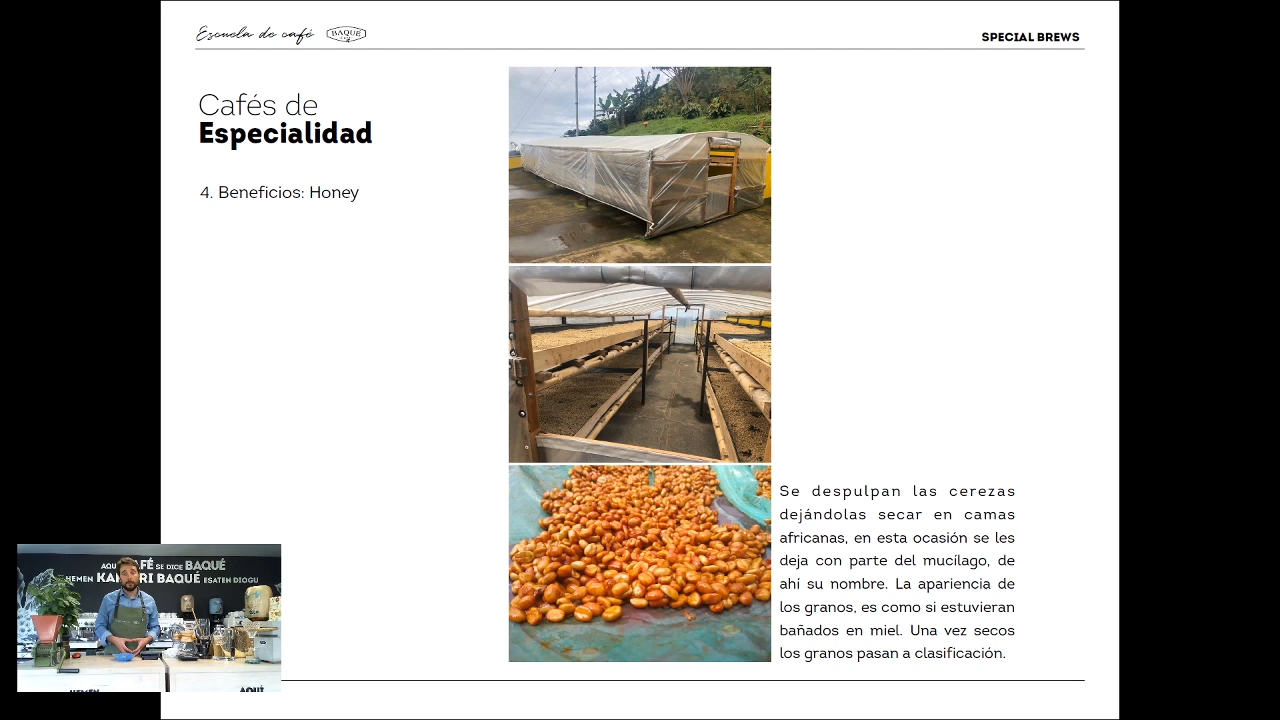 Escuela de café BAQUÉ
SPECIAL BREWS
Cafés de
Especialidad
4. Beneficios: Honey
Se despulpan las cerezas
dejándolas secar en camas
africanas, en esta ocasión se les
deja con parte del mucílago, de
ahí su nombre. La apariencia de
los granos, es como si estuvieran
bañados en miel. Una vez secos
los granos pasan a clasificación.
SE DICE BAQUÉ
BAQUÉ ESATEN DIOGU
HEMEN
AQUÍ